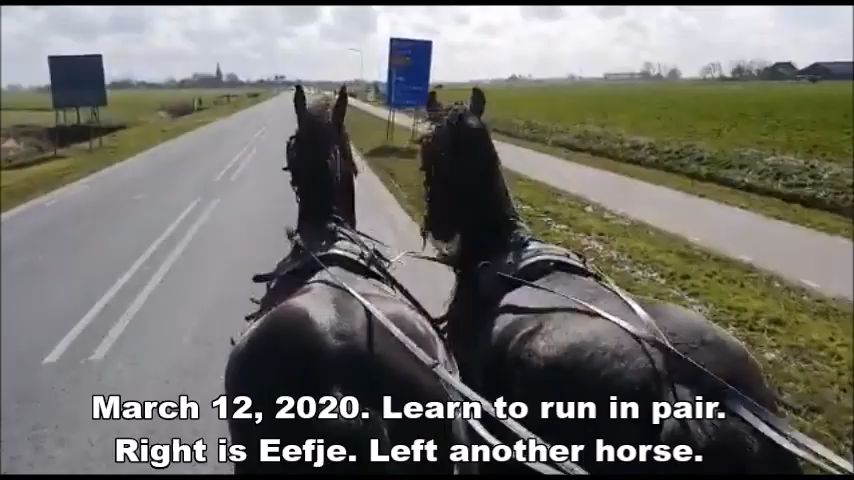 March 12, 2020. Learn to run in pair.
Right is Eefje. Left another horse.